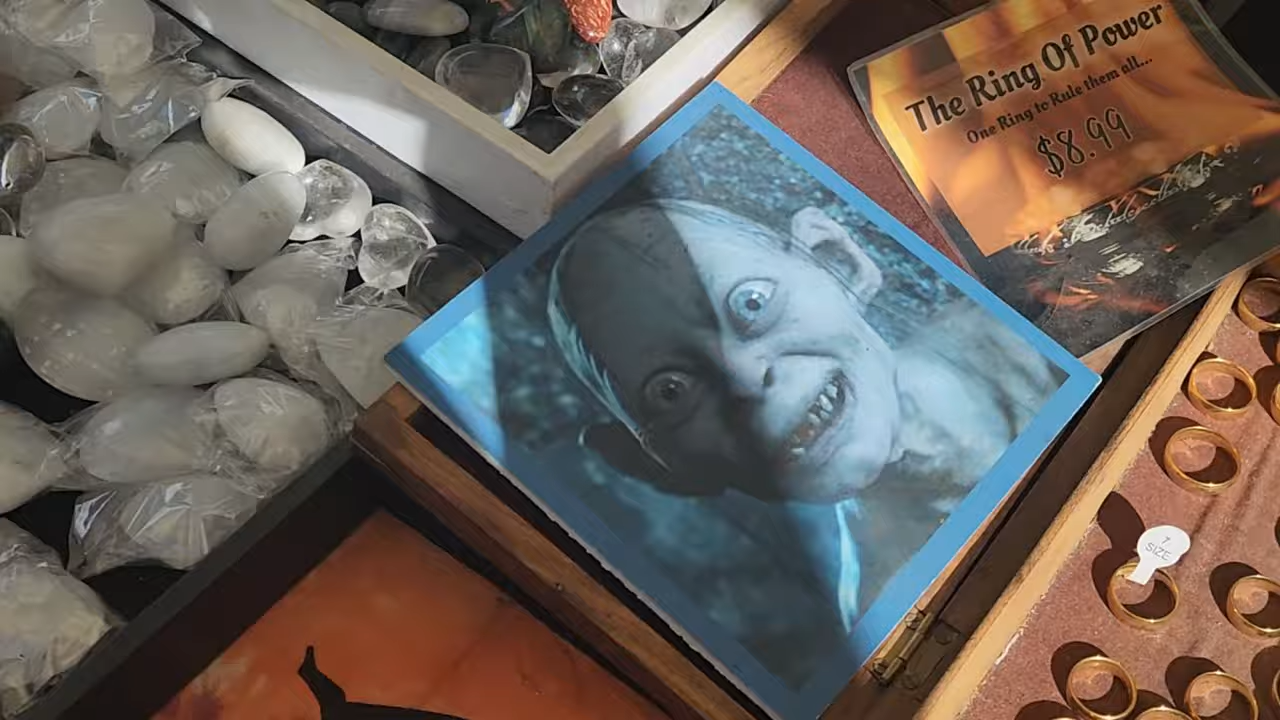 The Ring Of Power
One Ring to Rule them all...
$8.99
7
SIZE